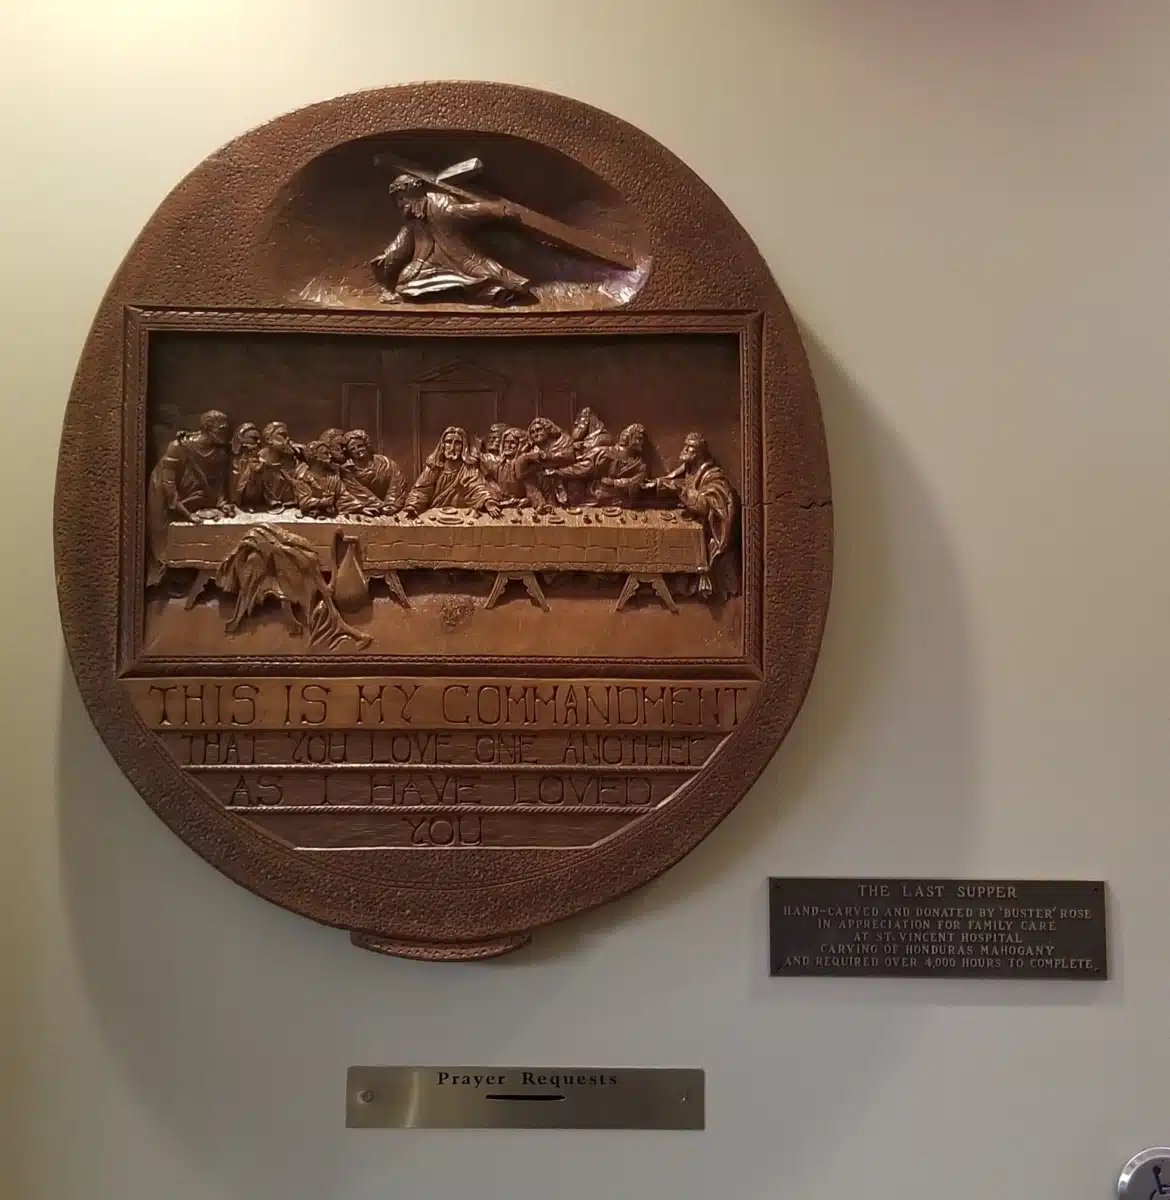 THIS IS MY COMMANDMENT
THAT YOU LOVE ONE ANOTHER
AS I HAVE LOVED
YOU
THE LAST SUPPER
HAND-CARVED AND DONATED BY 'BUSTER' ROSE
IN APPRECIATION FOR FAMILY CARE
AT ST. VINCENT HOSPITAL
CARVING OF HONDURAS MAHOGANY
AND REQUIRED OVER 4,000 HOURS TO COMPLETE
Prayer Requests